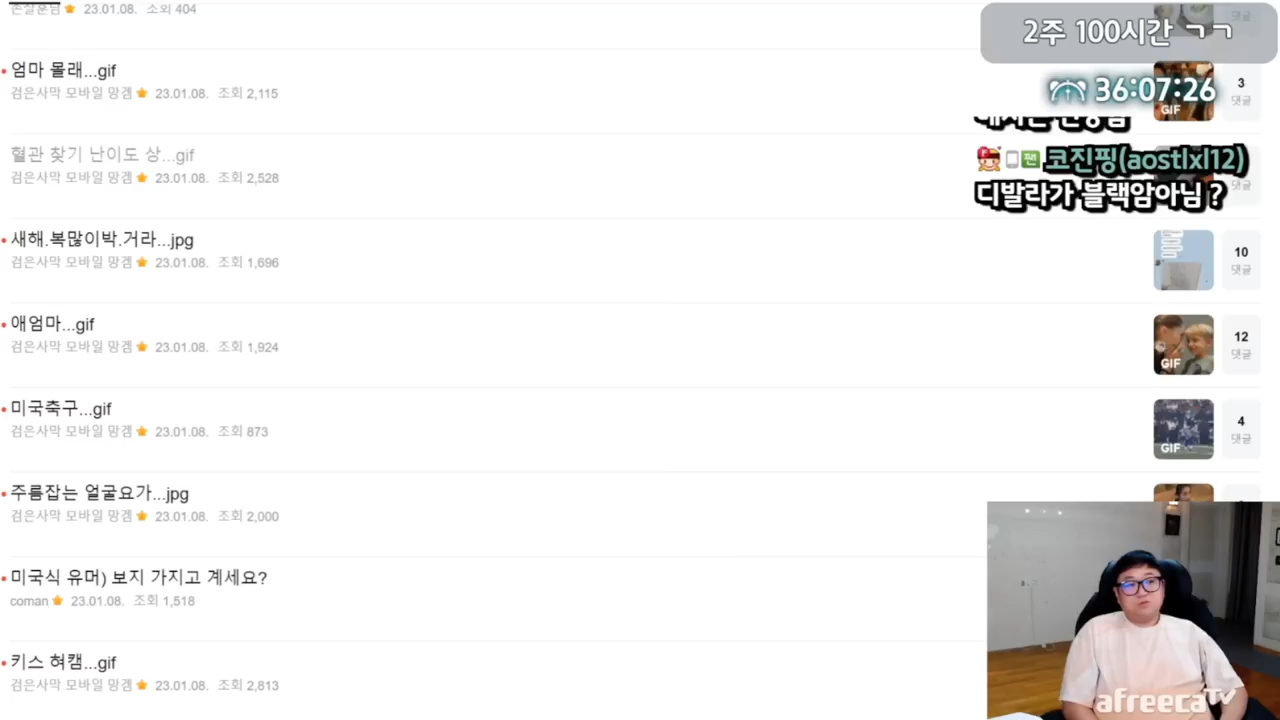 23.01.08. 조회 404
엄마 몰래...gif
검은사막 모바일 망겜 23.01.08. 조회 2,115
혈관 찾기 난이도 상...gif
검은사막 모바일 망겜 23.01.08. 조회 2,528
새해.복많이박.거라...jpg
검은사막 모바일 망겜 23.01.08. 조회 1,696
애엄마...gif
검은사막 모바일 망겜 23.01.08. 조회 1,924
미국축구...gif
검은사막 모바일 망겜 23.01.08. 조회 873
주름잡는 얼굴요가...jpg
검은사막 모바일 망겜 23.01.08. 조회 2,000
미국식 유머) 보지 가지고 계세요?
coman 23.01.08. 조회 1,518
키스 혀캠...gif
검은사막 모바일 망겜 23.01.08. 조회 2,813
2주 100시간 ㄱㄱ
댓글
36:07:26
GIF
3
댓글
코진핑(aostlxl12)
디발라가 블랙암아님 ?
댓글
10
댓글
GIF
12
댓글
GIF
4
댓글
afreecaTV